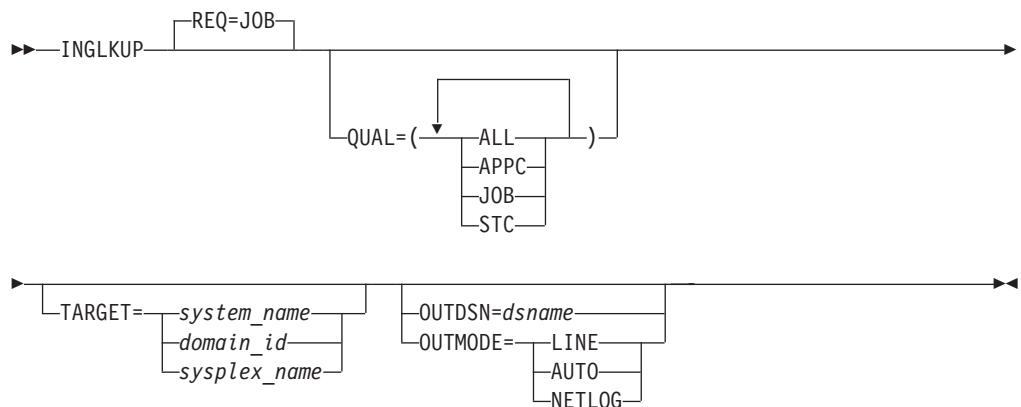 REQ=JOB
INGLKUP
QUAL=( ALL )
APPC
JOB
STC
TARGET= system_name
domain_id
sysplex_name
OUTDSN=dsname
OUTMODE= LINE
AUTO
NETLOG